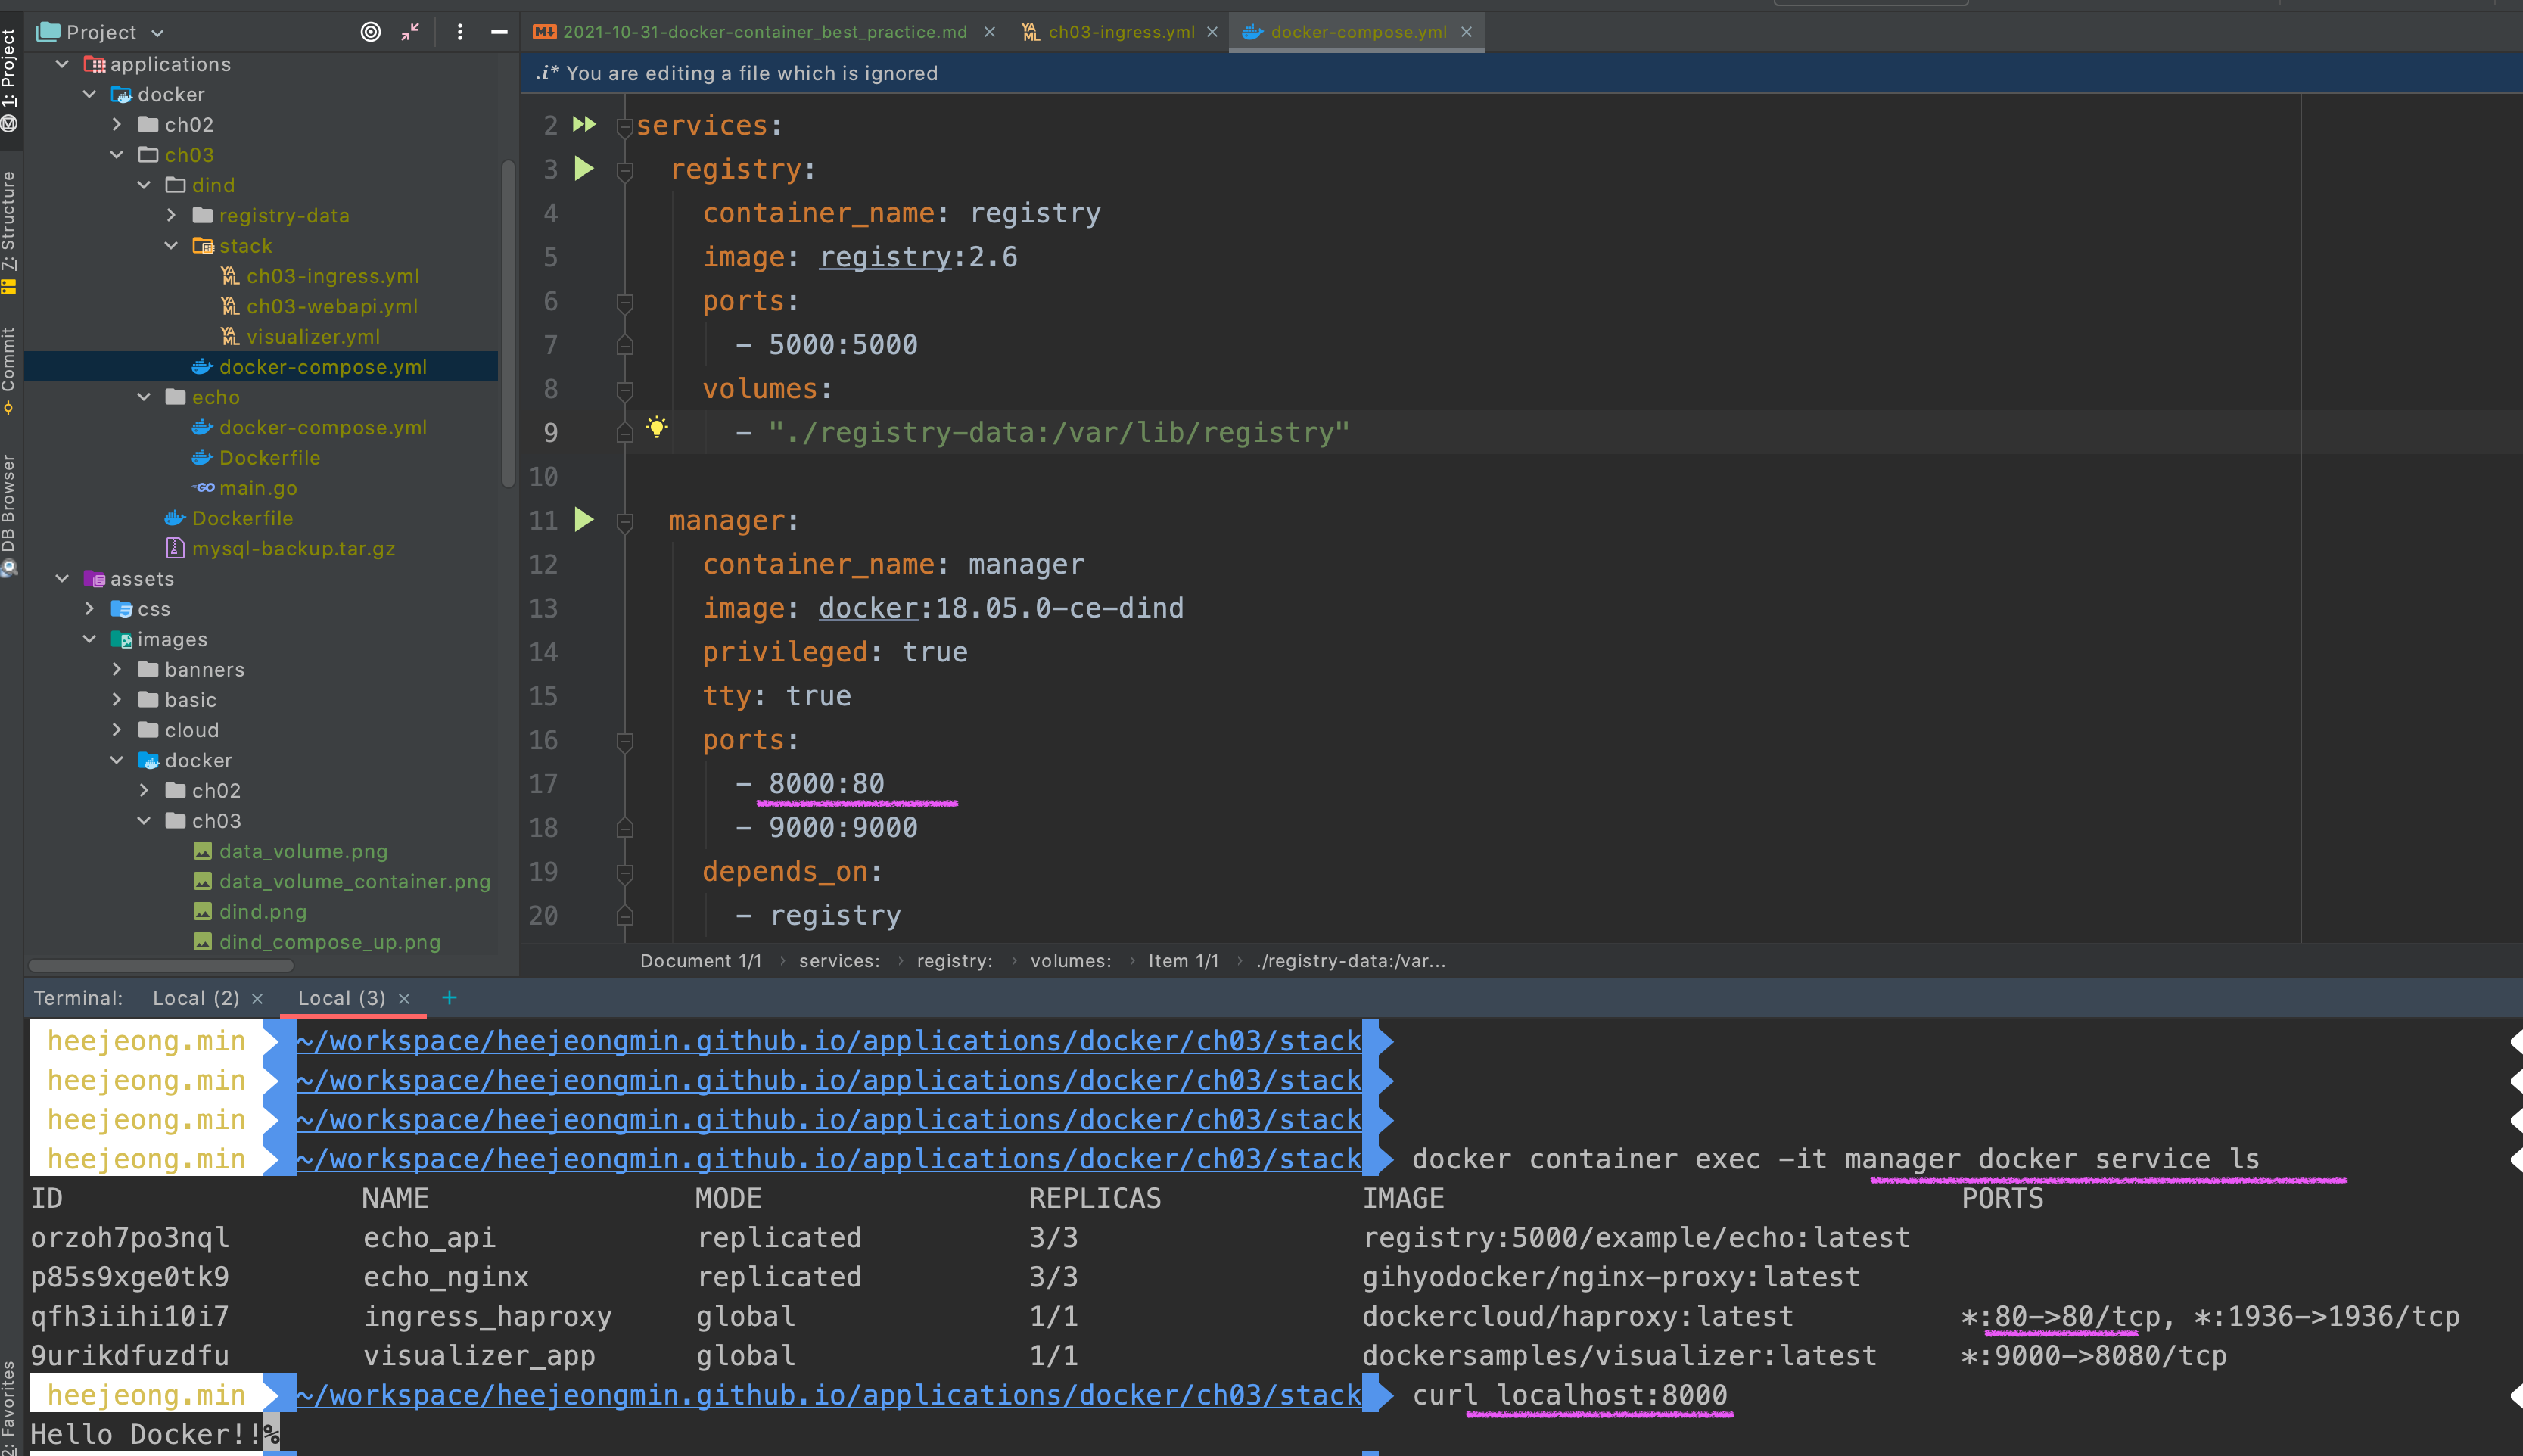 Project
2021-10-31-docker-container_best_practice.md
ch03-ingress.yml
docker-compose.yml
.i* You are editing a file which is ignored
1: Project
7: Structure
Commit
DB Browser
2: Favorites
applications
docker
ch02
ch03
dind
registry-data
stack
ch03-ingress.yml
ch03-webapi.yml
visualizer.yml
docker-compose.yml
echo
docker-compose.yml
Dockerfile
main.go
Dockerfile
mysql-backup.tar.gz
assets
css
images
banners
basic
cloud
docker
ch02
ch03
data_volume.png
data_volume_container.png
dind.png
dind_compose_up.png
2 services:
3 registry:
4 container_name: registry
5 image: registry:2.6
6 ports:
7 - 5000:5000
8 volumes:
9 - "./registry-data:/var/lib/registry"
10
11 manager:
12 container_name: manager
13 image: docker:18.05.0-ce-dind
14 privileged: true
15 tty: true
16 ports:
17 - 8000:80
18 - 9000:9000
19 depends_on:
20 - registry
Document 1/1 › services: › registry: › volumes: › Item 1/1 › ./registry-data:/var...
Terminal: Local (2) × Local (3) × +
heejeong.min ~/workspace/heejeongmin.github.io/applications/docker/ch03/stack
heejeong.min ~/workspace/heejeongmin.github.io/applications/docker/ch03/stack
heejeong.min ~/workspace/heejeongmin.github.io/applications/docker/ch03/stack
heejeong.min ~/workspace/heejeongmin.github.io/applications/docker/ch03/stack docker container exec -it manager docker service ls
ID NAME MODE REPLICAS IMAGE PORTS
orzoh7po3nql echo_api replicated 3/3 registry:5000/example/echo:latest
p85s9xge0tk9 echo_nginx replicated 3/3 gihyodocker/nginx-proxy:latest
qfh3iihi10i7 ingress_haproxy global 1/1 dockercloud/haproxy:latest *:80->80/tcp, *:1936->1936/tcp
9urikdfuzdfu visualizer_app global 1/1 dockersamples/visualizer:latest *:9000->8080/tcp
heejeong.min ~/workspace/heejeongmin.github.io/applications/docker/ch03/stack curl localhost:8000
Hello Docker!!%